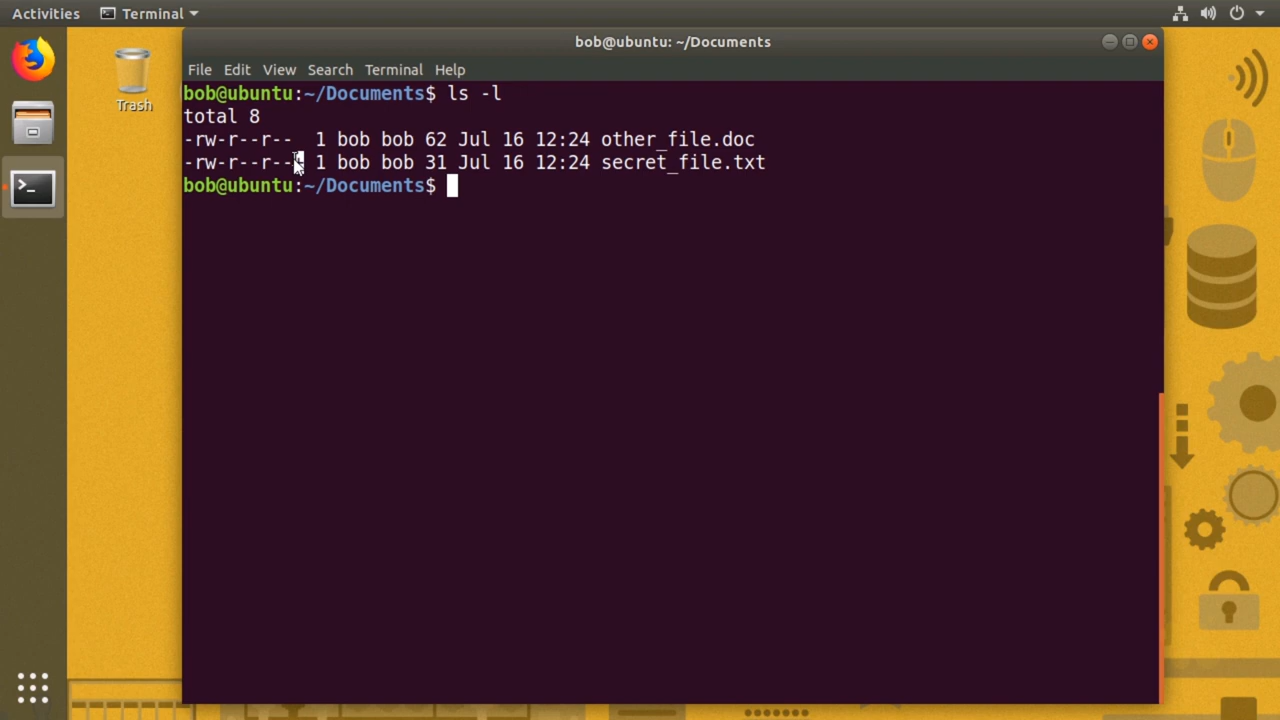 Activities Terminal
bob@ubuntu: ~/Documents
File Edit View Search Terminal Help
Trash
bob@ubuntu:~/Documents$ ls -l
total 8
-rw-r--r-- 1 bob bob 62 Jul 16 12:24 other_file.doc
-rw-r--r--+ 1 bob bob 31 Jul 16 12:24 secret_file.txt
bob@ubuntu:~/Documents$